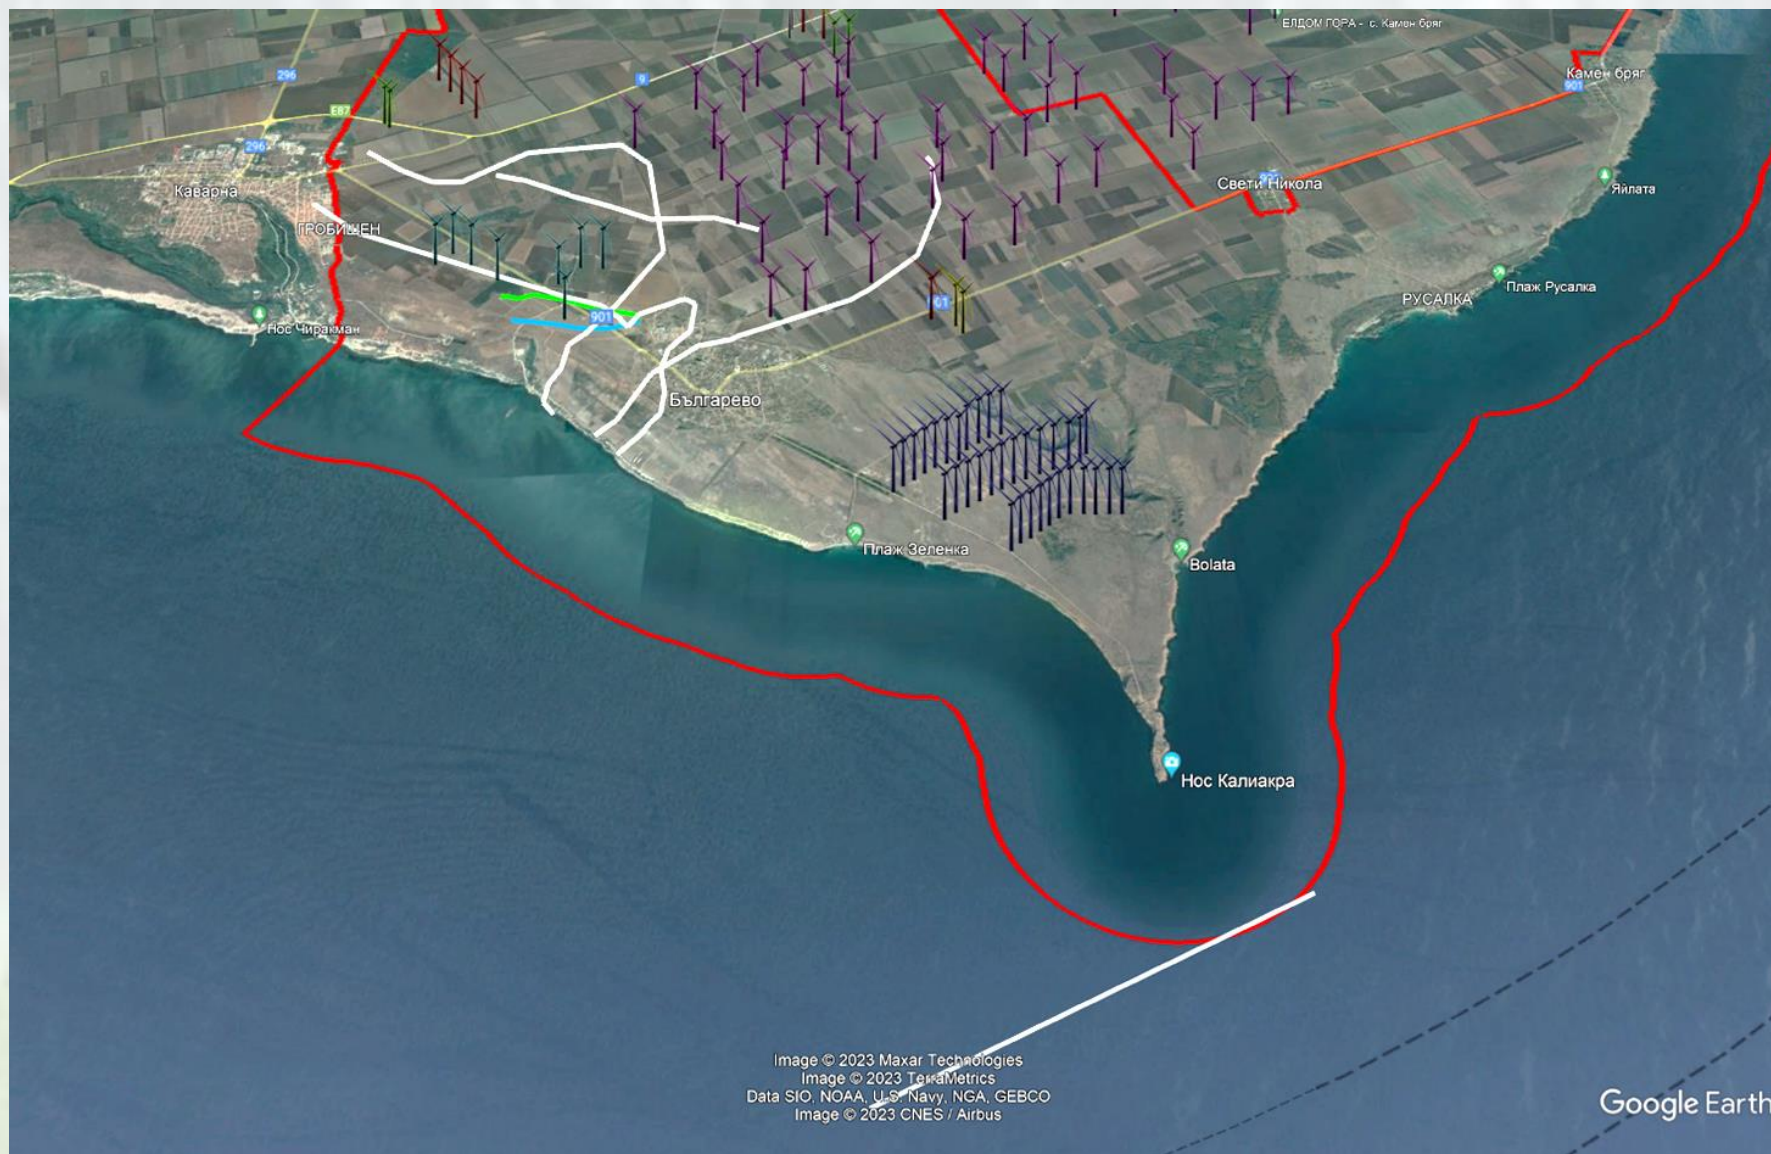 ЕЛДОМ ГОРА - с. Камен бряг
296
9
Камен бряг
901
E87
296
Каварна
Свети Никола
Яйлата
ГРОБИЩЕН
Плаж Русалка
РУСАЛКА
901
901
Нос Чиракман
Българево
Плаж Зеленка
Bolata
Нос Калиакра
Image © 2023 Maxar Technologies
Image © 2023 TerraMetrics
Data SIO, NOAA, U.S. Navy, NGA, GEBCO
Image © 2023 CNES / Airbus
Google Earth